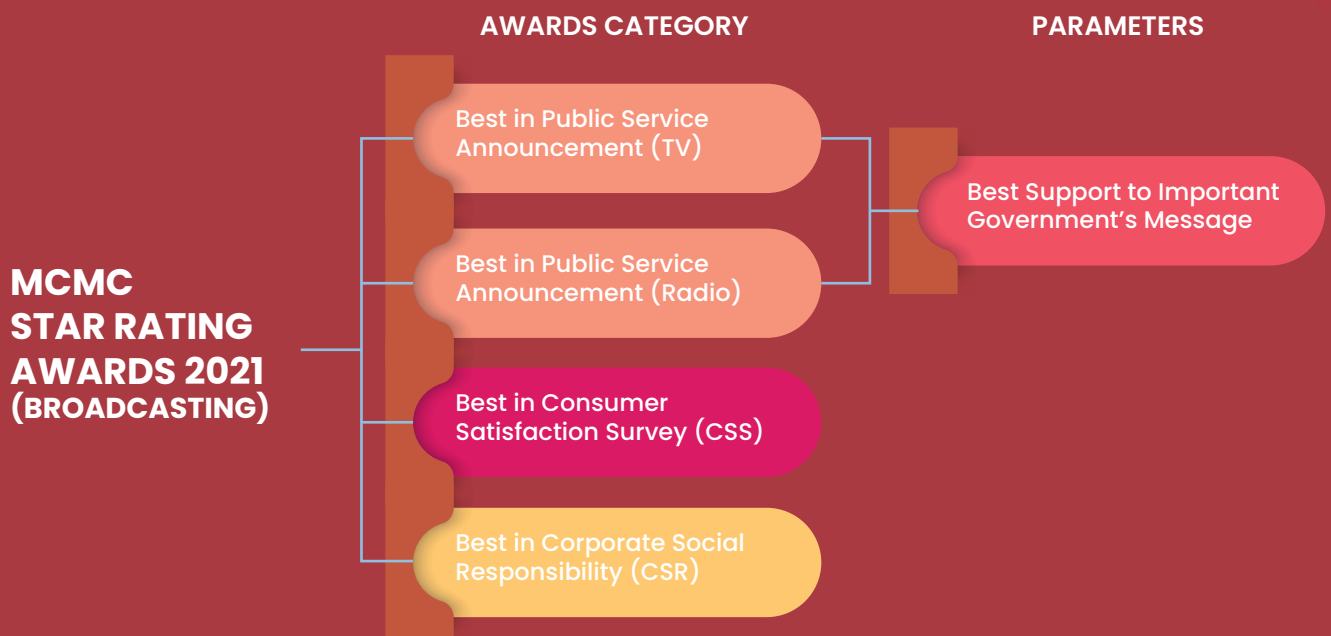 AWARDS CATEGORY
PARAMETERS
MCMC
STAR RATING
AWARDS 2021
(BROADCASTING)
Best in Public Service
Announcement (TV)
Best in Public Service
Announcement (Radio)
Best in Consumer
Satisfaction Survey (CSS)
Best in Corporate Social
Responsibility (CSR)
Best Support to Important
Government’s Message